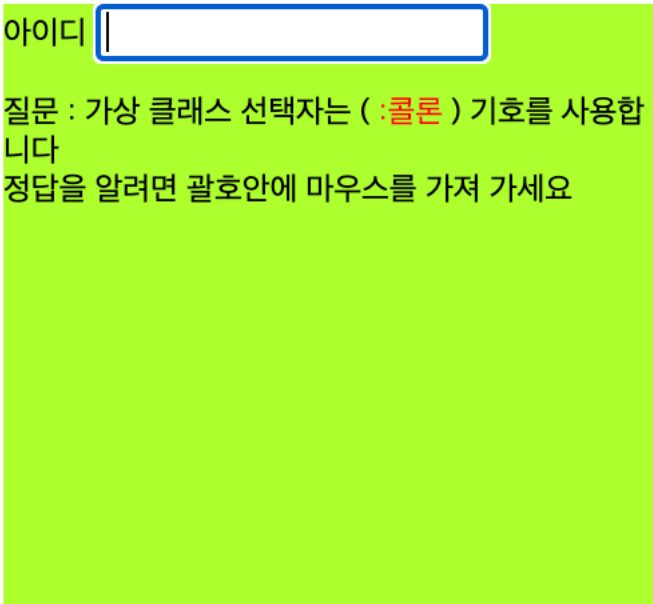 아이디
질문 : 가상 클래스 선택자는 ( :콜론 ) 기호를 사용합
니다
정답을 알려면 괄호안에 마우스를 가져 가세요